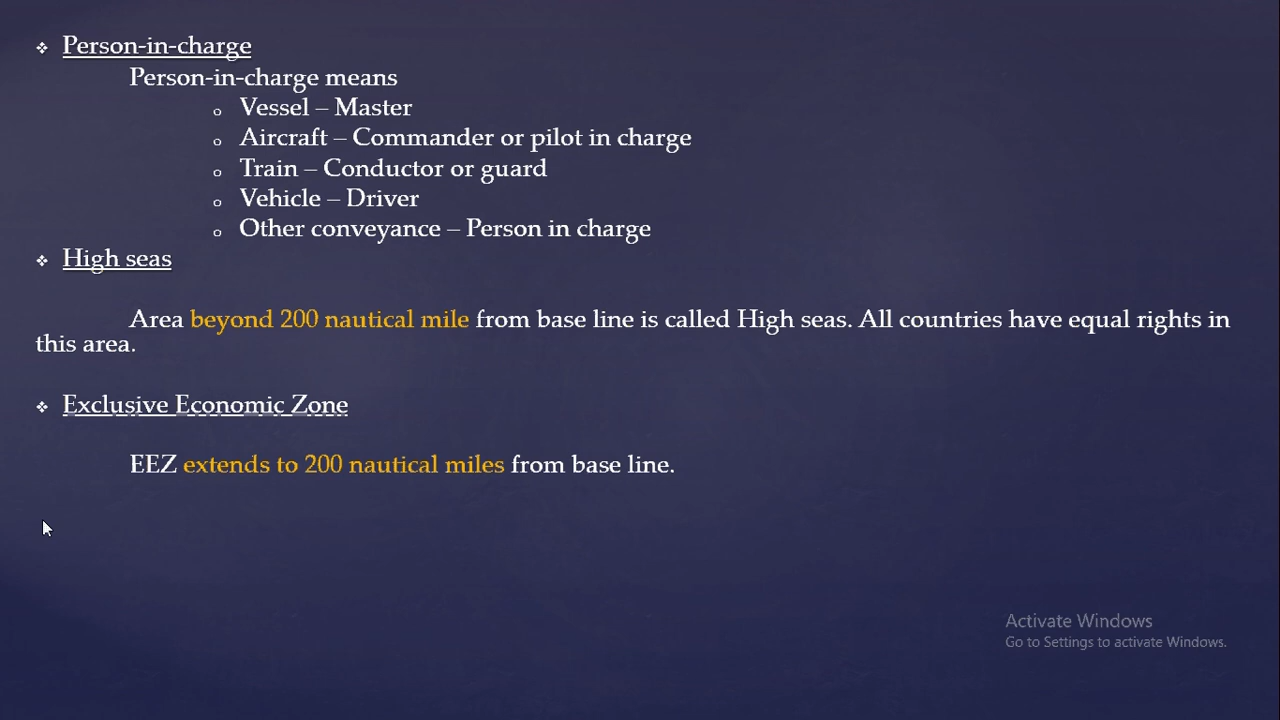 ❖ Person-in-charge
Person-in-charge means
o Vessel – Master
o Aircraft – Commander or pilot in charge
o Train – Conductor or guard
o Vehicle – Driver
o Other conveyance – Person in charge
❖ High seas
Area beyond 200 nautical mile from base line is called High seas. All countries have equal rights in
this area.
❖ Exclusive Economic Zone
EEZ extends to 200 nautical miles from base line.
Activate Windows
Go to Settings to activate Windows.